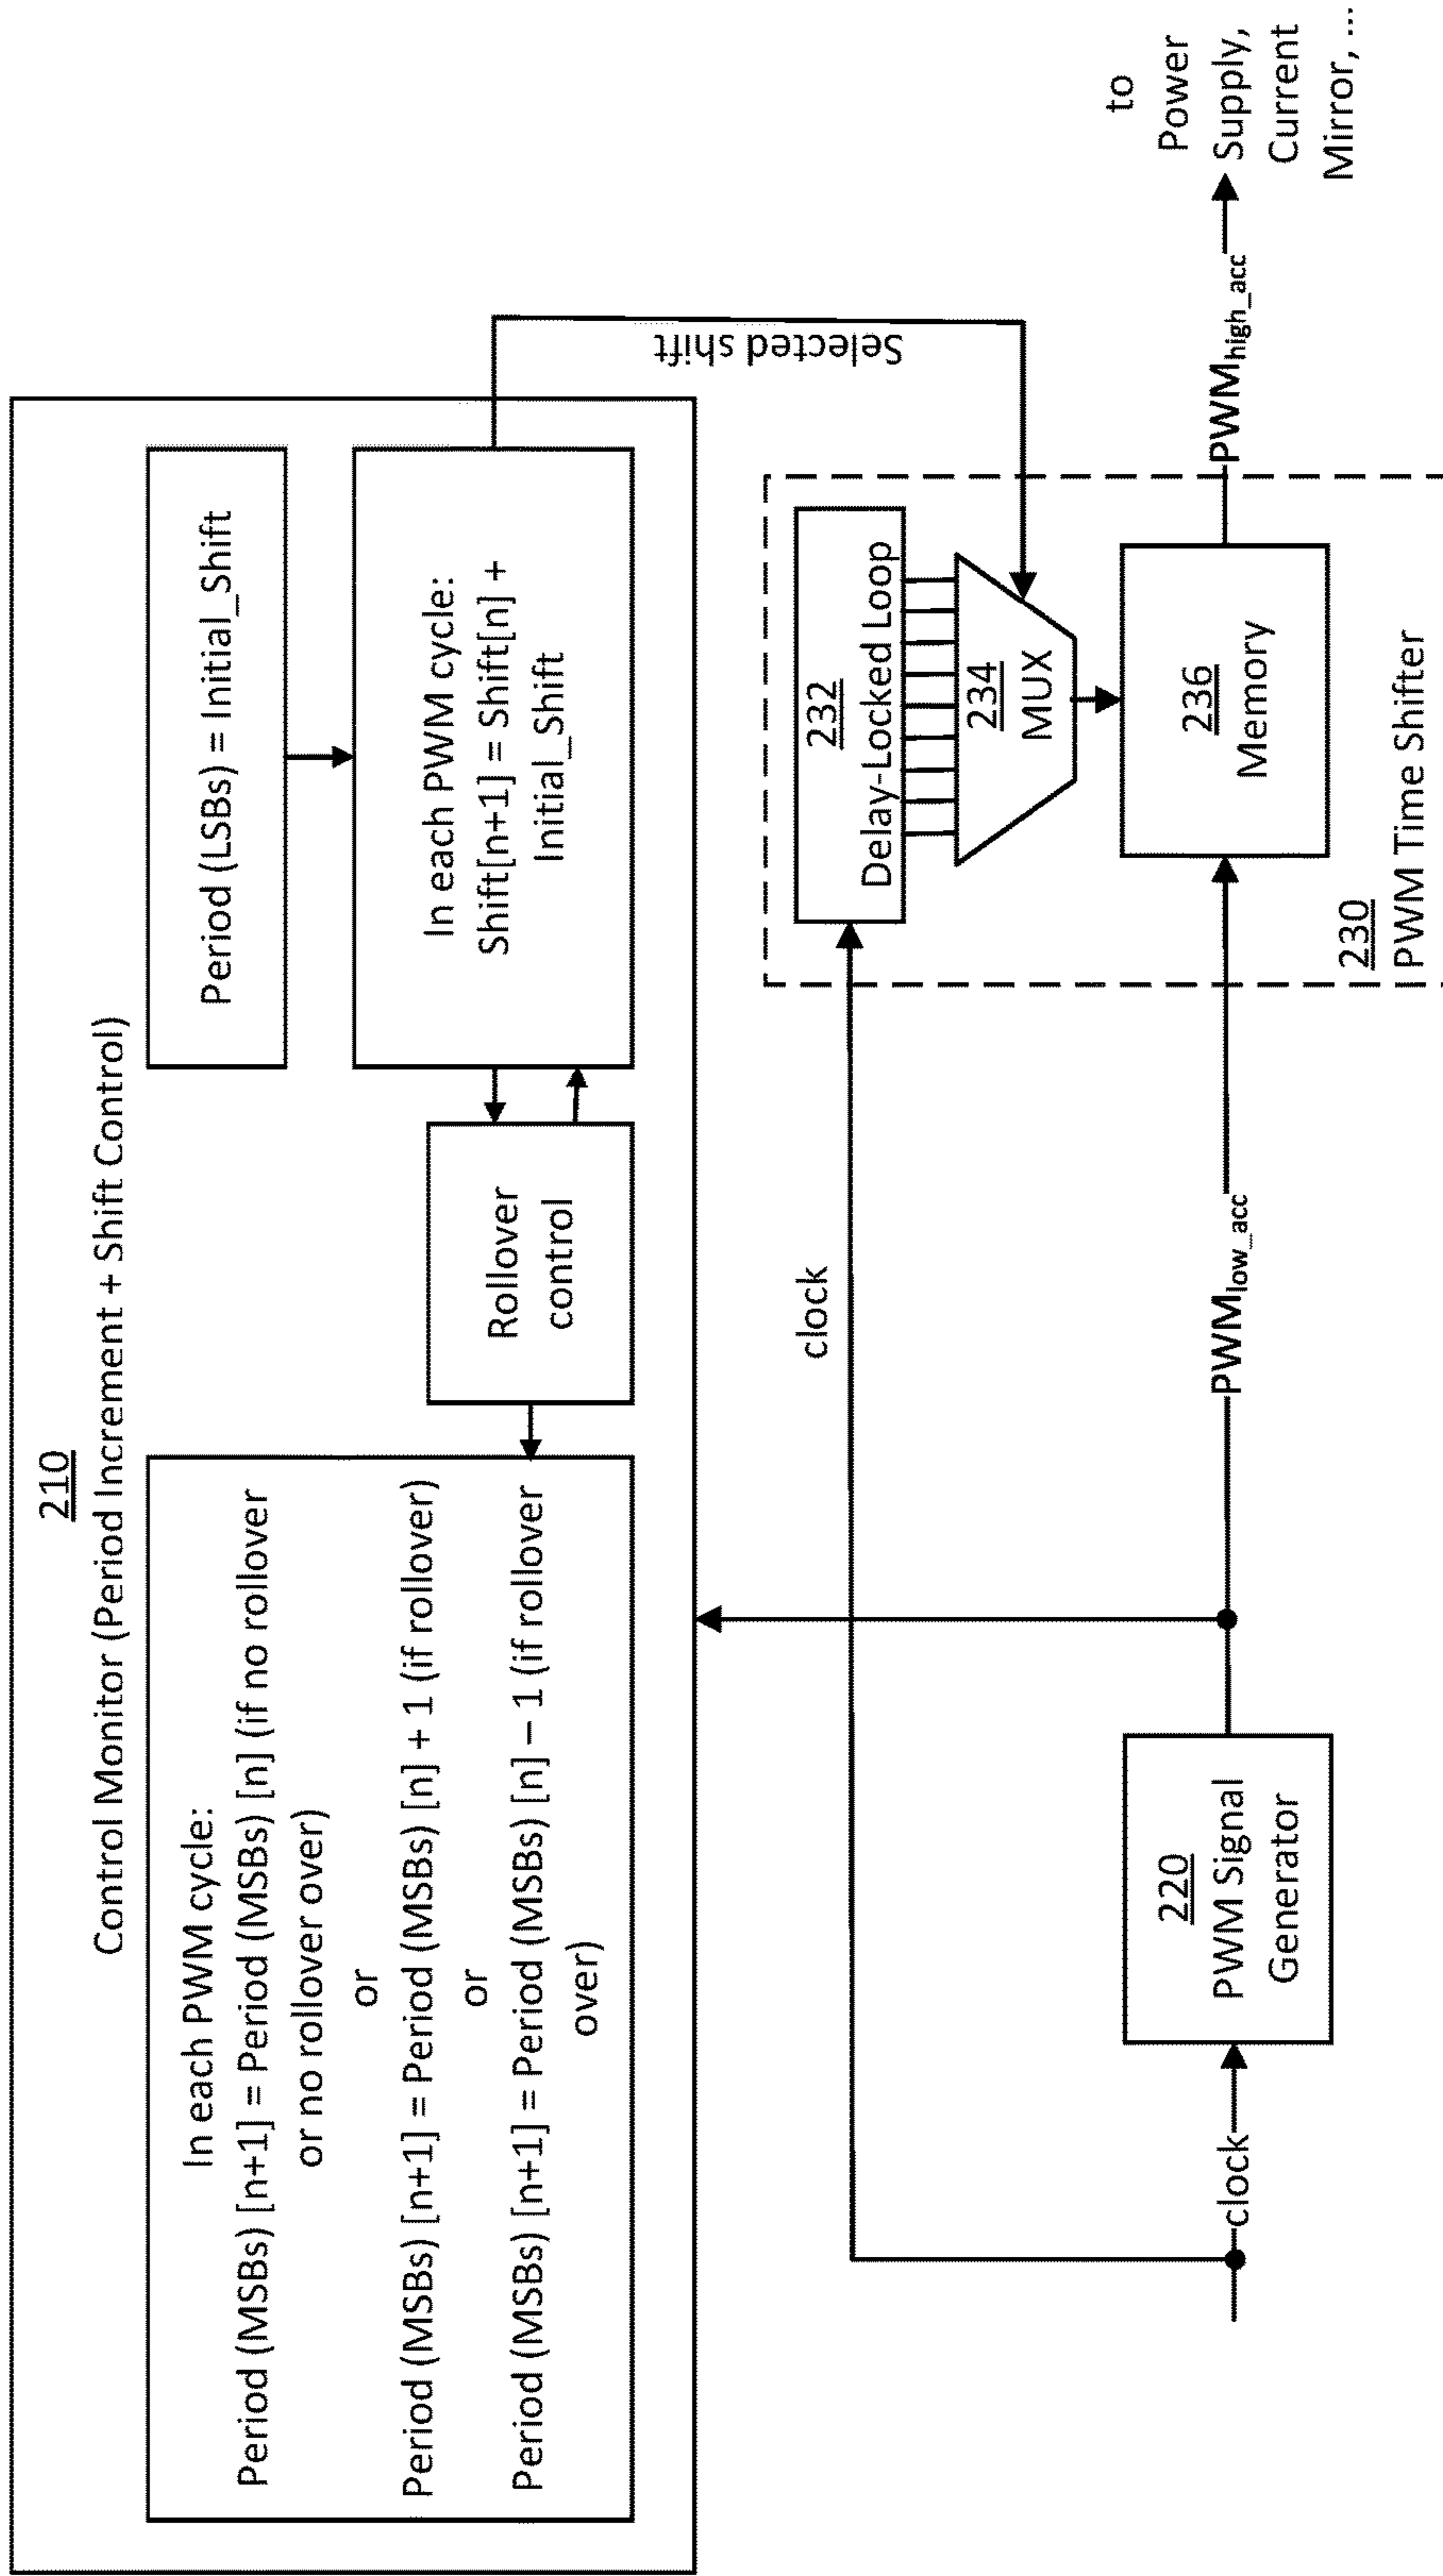 210
Control Monitor (Period Increment + Shift Control)
In each PWM cycle:
Period (MSBs) [n+1] = Period (MSBs) [n] (if no rollover
or no rollover over)
or
Period (MSBs) [n+1] = Period (MSBs) [n] + 1 (if rollover)
or
Period (MSBs) [n+1] = Period (MSBs) [n] – 1 (if rollover
over)
Rollover
control
Period (LSBs) = Initial_Shift
In each PWM cycle:
Shift[n+1] = Shift[n] +
Initial_Shift
Selected shift
clock
232
Delay-Locked Loop
234
MUX
236
Memory
230
PWM Time Shifter
clock
220
PWM Signal
Generator
PWMlow_acc
PWMhigh_acc
to
Power
Supply,
Current
Mirror, ...